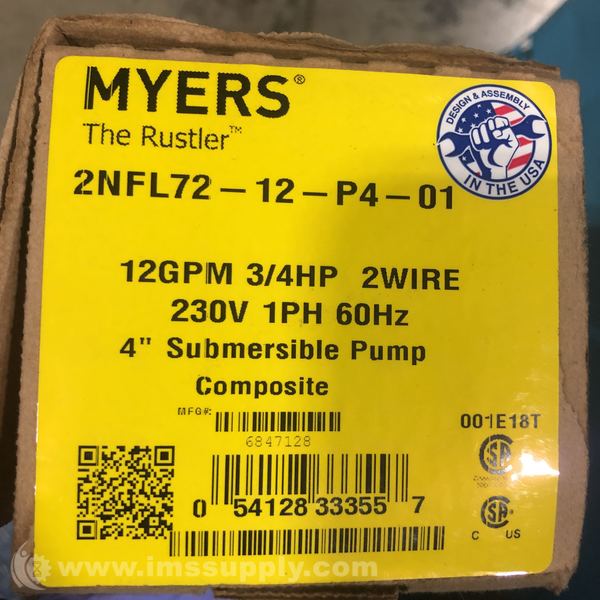 MYERS®
The Rustler™
DESIGN & ASSEMBLY
IN THE USA
2NFL72-12-P4-01
12GPM 3/4HP 2WIRE
230V 1PH 60Hz
4" Submersible Pump
Composite
MFG#:
6847128
001E18T
0 54128 33355 7
C US
www.imssupply.com